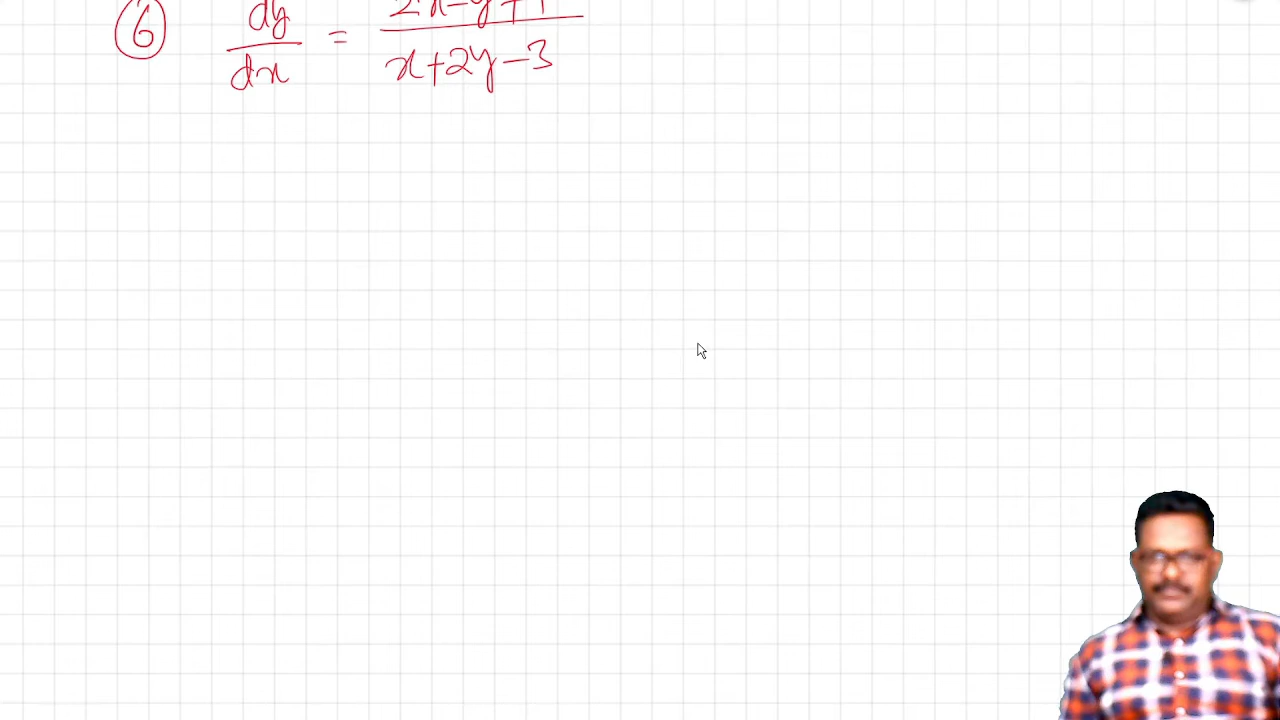 ⑥ dy/dx = (2x-y+1)/(x+2y-3)